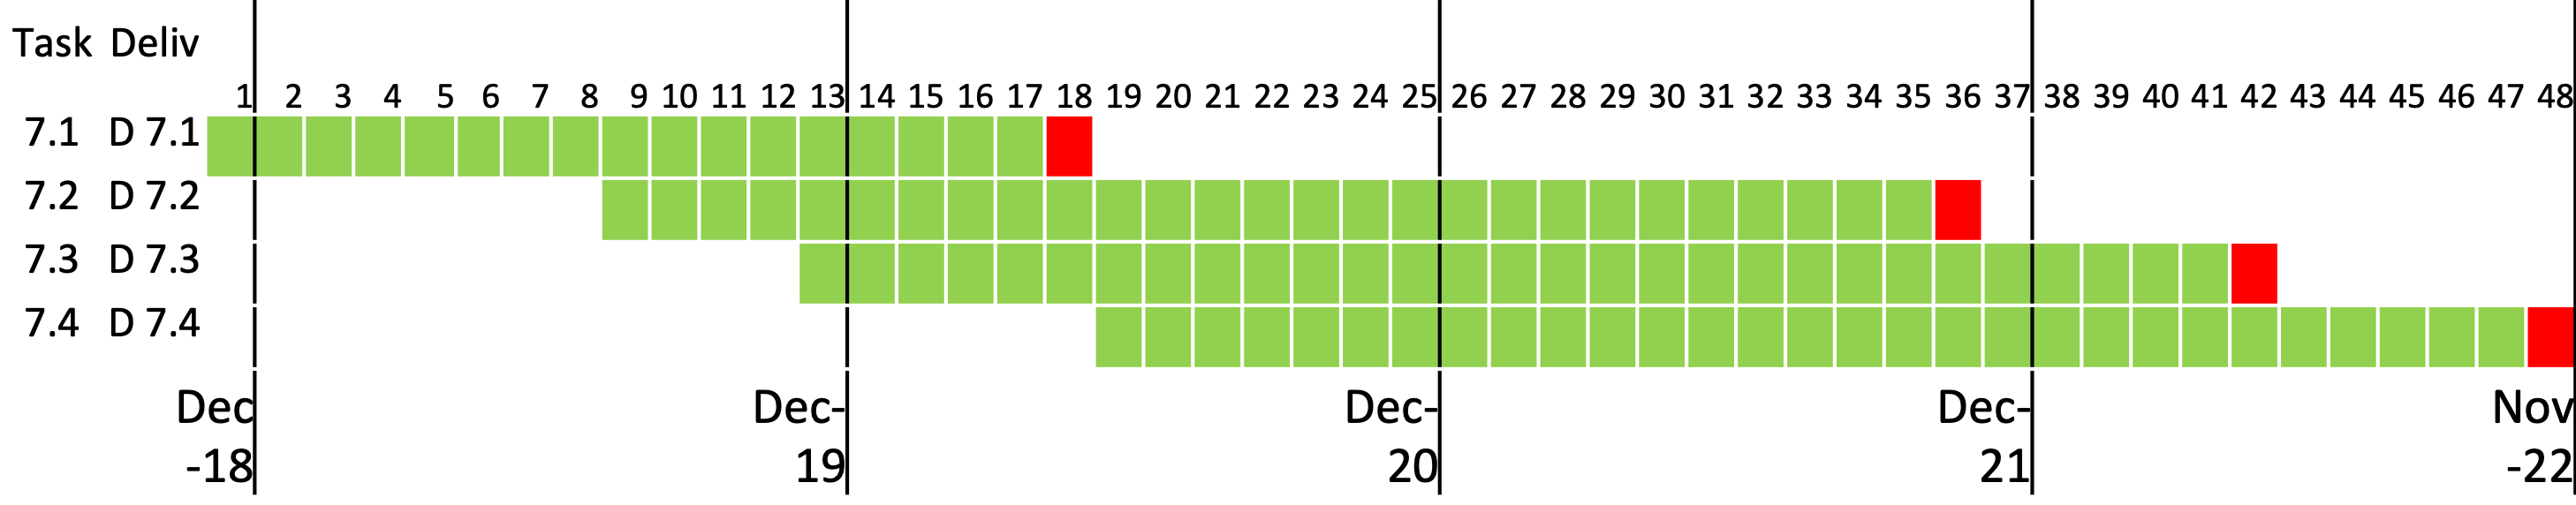 Task Deliv
1 2 3 4 5 6 7 8 9 10 11 12 13 14 15 16 17 18 19 20 21 22 23 24 25 26 27 28 29 30 31 32 33 34 35 36 37 38 39 40 41 42 43 44 45 46 47 48
7.1 D 7.1
7.2 D 7.2
7.3 D 7.3
7.4 D 7.4
Dec Dec- Dec- Dec- Nov
-18 19 20 21 -22